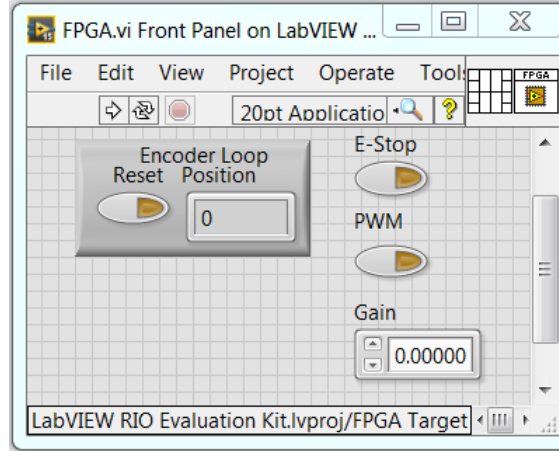 FPGA.vi Front Panel on LabVIEW ...
File Edit View Project Operate Tool
20pt Applicatio
?
FPGA
Encoder Loop
Reset Position
0
E-Stop
PWM
Gain
0.00000
LabVIEW RIO Evaluation Kit.lvproj/FPGA Target